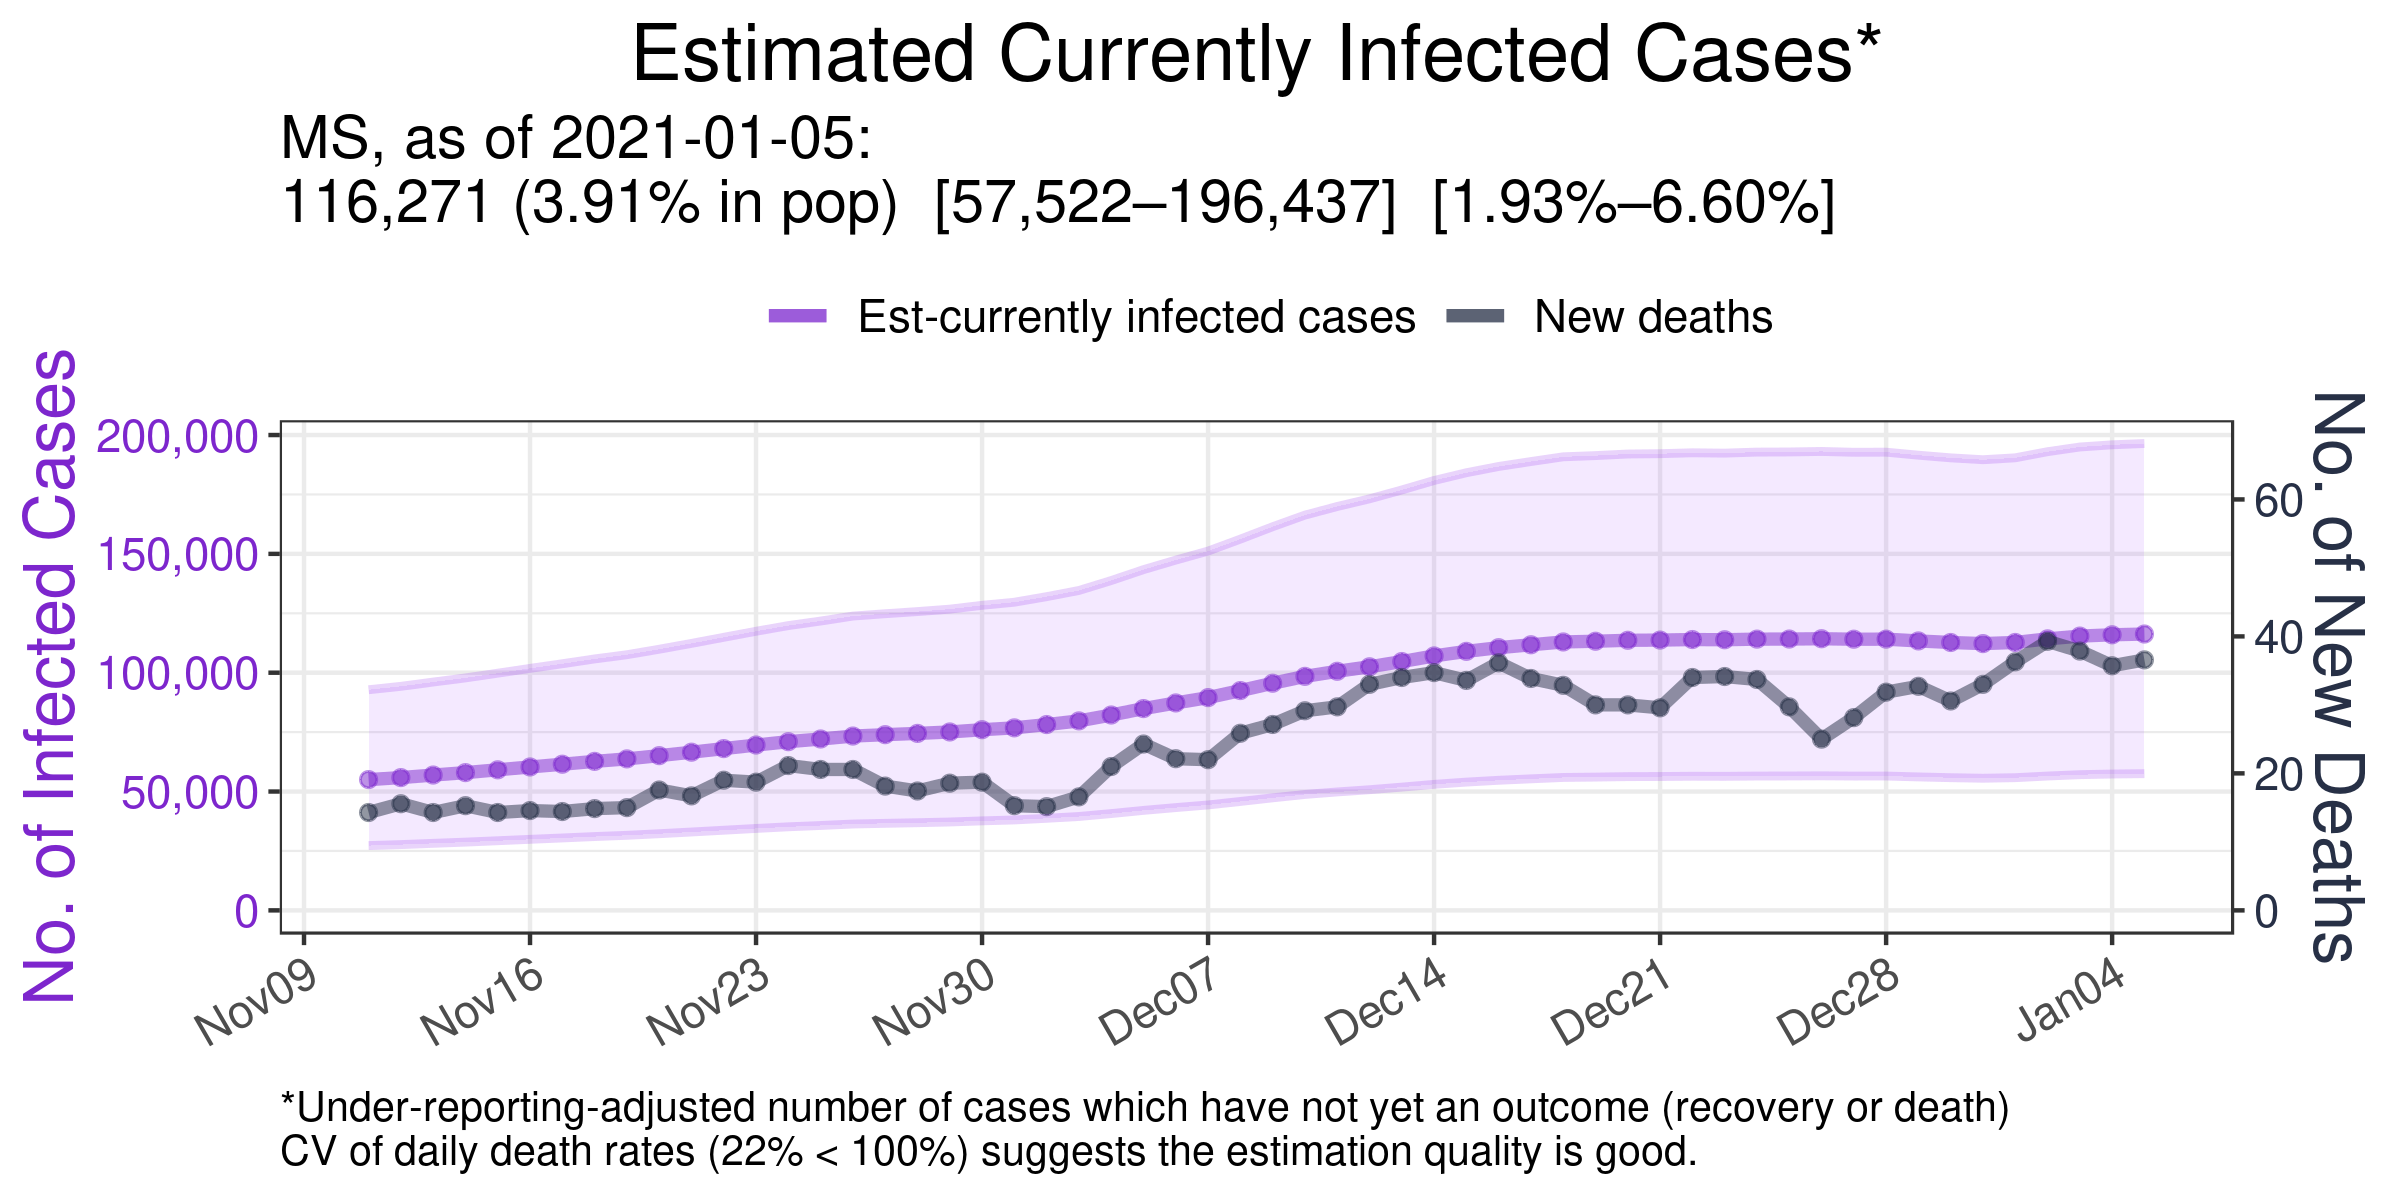 Estimated Currently Infected Cases*
MS, as of 2021-01-05:
116,271 (3.91% in pop) [57,522–196,437] [1.93%–6.60%]
Est-currently infected cases
New deaths
No. of Infected Cases
200,000
150,000
100,000
50,000
0
No. of New Deaths
60
40
20
0
Nov09
Nov16
Nov23
Nov30
Dec07
Dec14
Dec21
Dec28
Jan04
*Under-reporting-adjusted number of cases which have not yet an outcome (recovery or death)
CV of daily death rates (22% < 100%) suggests the estimation quality is good.